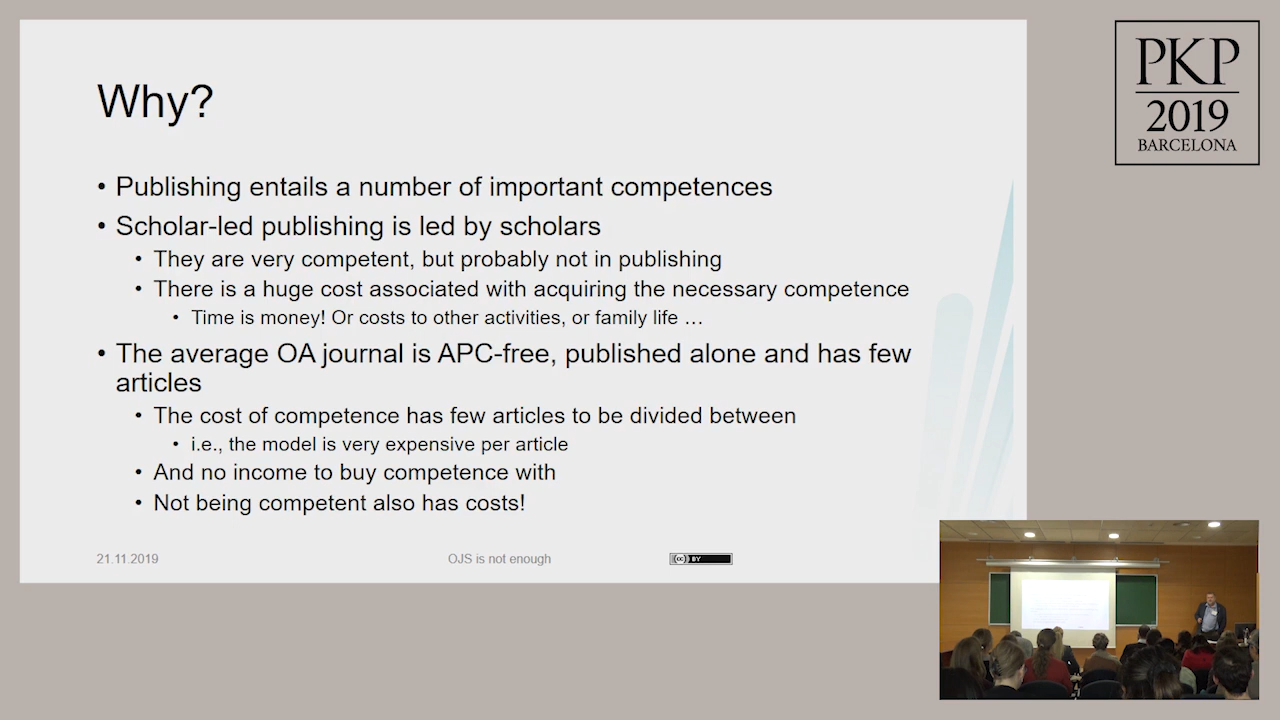 Why?
• Publishing entails a number of important competences
• Scholar-led publishing is led by scholars
• They are very competent, but probably not in publishing
• There is a huge cost associated with acquiring the necessary competence
• Time is money! Or costs to other activities, or family life …
• The average OA journal is APC-free, published alone and has few
articles
• The cost of competence has few articles to be divided between
• i.e., the model is very expensive per article
• And no income to buy competence with
• Not being competent also has costs!
21.11.2019
OJS is not enough
cc BY
PKP
2019
BARCELONA